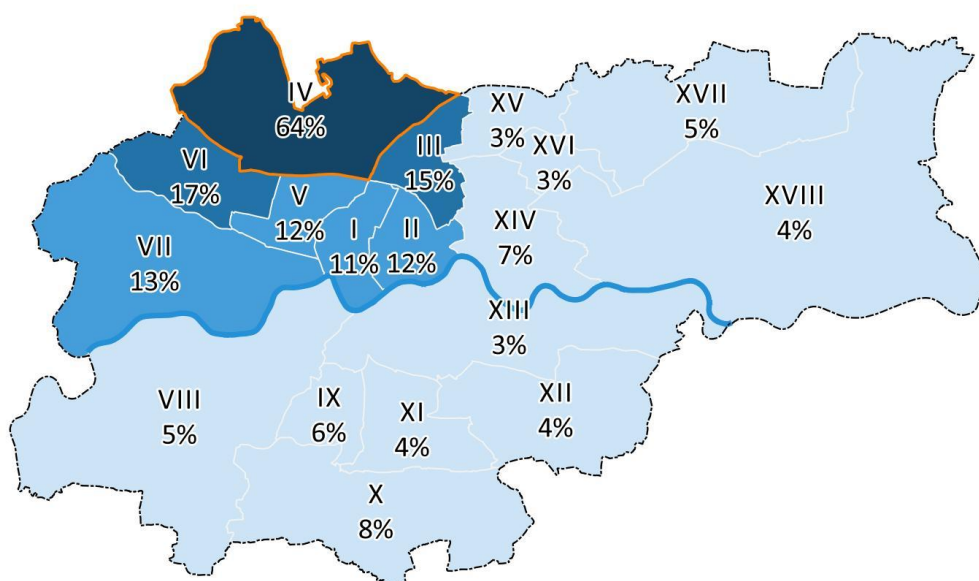 IV
64%
XV
3%
XVII
5%
III
15%
XVI
3%
VI
17%
V
12%
XVIII
4%
XIV
7%
I
11%
II
12%
VII
13%
XIII
3%
VIII
5%
IX
6%
XI
4%
XII
4%
X
8%